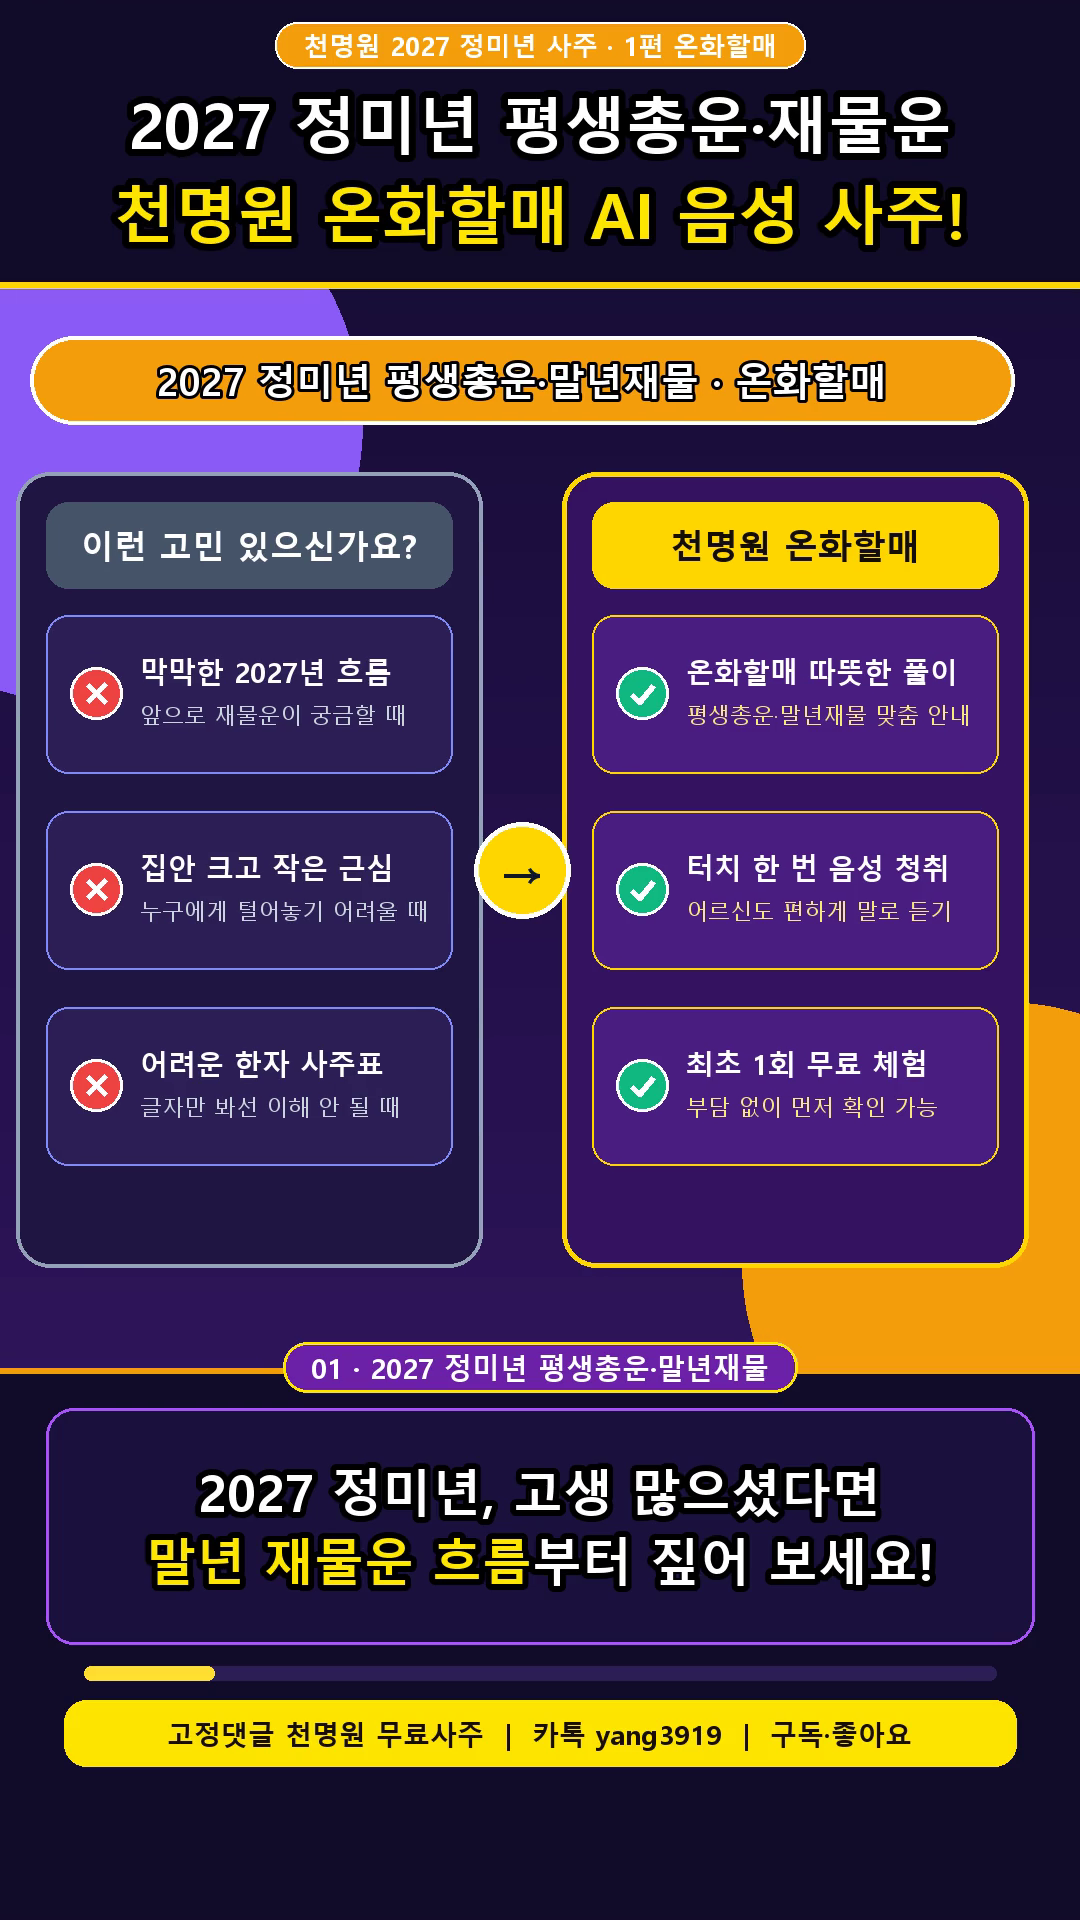 천명원 2027 정미년 사주 · 1편 온화할매
2027 정미년 평생총운·재물운
천명원 온화할매 AI 음성 사주!
2027 정미년 평생총운·말년재물 · 온화할매
이런 고민 있으신가요?
막막한 2027년 흐름
앞으로 재물운이 궁금할 때
집안 크고 작은 근심
누구에게 털어놓기 어려울 때
어려운 한자 사주표
글자만 봐선 이해 안 될 때
→
천명원 온화할매
온화할매 따뜻한 풀이
평생총운·말년재물 맞춤 안내
터치 한 번 음성 청취
어르신도 편하게 말로 듣기
최초 1회 무료 체험
부담 없이 먼저 확인 가능
01 · 2027 정미년 평생총운·말년재물
2027 정미년, 고생 많으셨다면
말년 재물운 흐름부터 짚어 보세요!
고정댓글 천명원 무료사주 | 카톡 yang3919 | 구독·좋아요